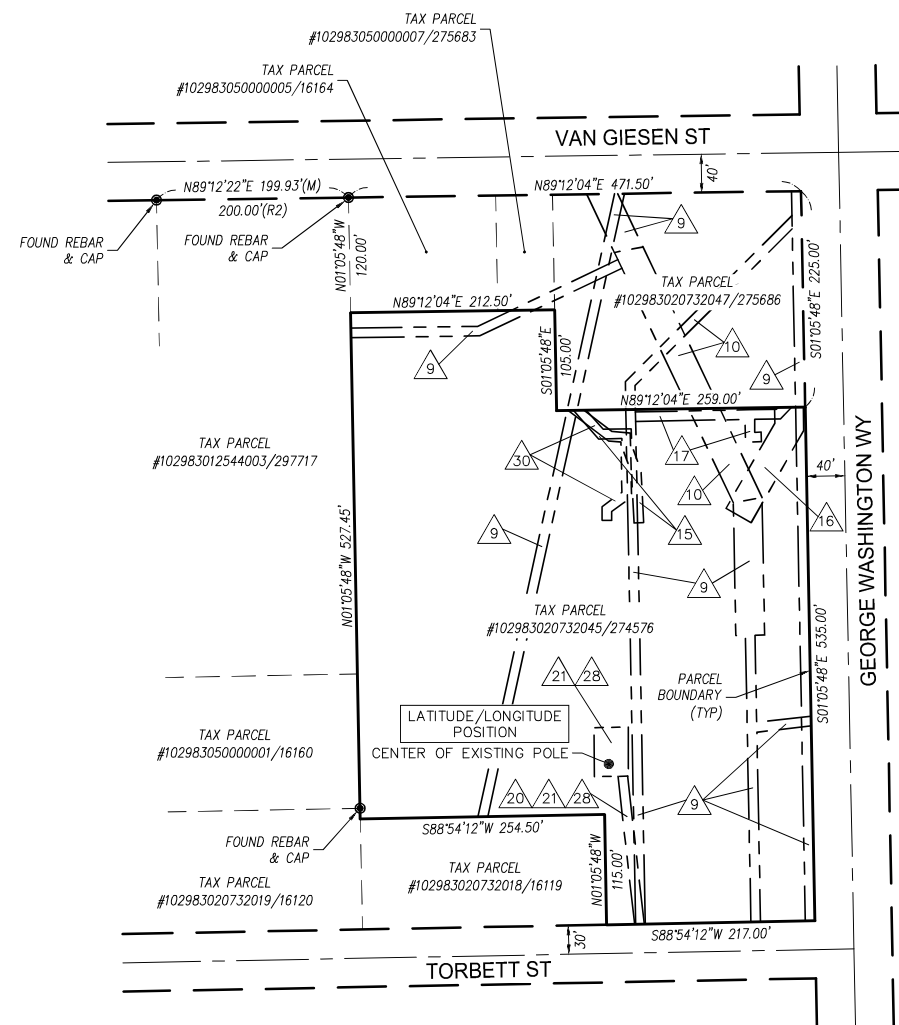 TAX PARCEL
#102983050000007/275683
TAX PARCEL
#102983050000005/16164
VAN GIESEN ST
40'
N89°12'22"E 199.93'(M)
200.00'(R2)
N89°12'04"E 471.50'
FOUND REBAR
& CAP
FOUND REBAR
& CAP
N01°05'48"W
120.00'
9
TAX PARCEL
#102983020732047/275686
S01°05'48"E 225.00'
N89°12'04"E 212.50'
S01°05'48"E
105.00'
10
9
9
N89°12'04"E 259.00'
TAX PARCEL
#102983012544003/297717
17
30
40'
10
16
15
9
9
GEORGE WASHINGTON WY
N01°05'48"W 527.45'
TAX PARCEL
#102983020732045/274576
S01°05'48"E 535.00'
21
28
PARCEL
BOUNDARY
(TYP)
LATITUDE/LONGITUDE
POSITION
CENTER OF EXISTING POLE
TAX PARCEL
#102983050000001/16160
20
21
28
9
S88°54'12"W 254.50'
FOUND REBAR
& CAP
N01°05'48"W
115.00'
TAX PARCEL
#102983020732018/16119
TAX PARCEL
#102983020732019/16120
30'
S88°54'12"W 217.00'
TORBETT ST